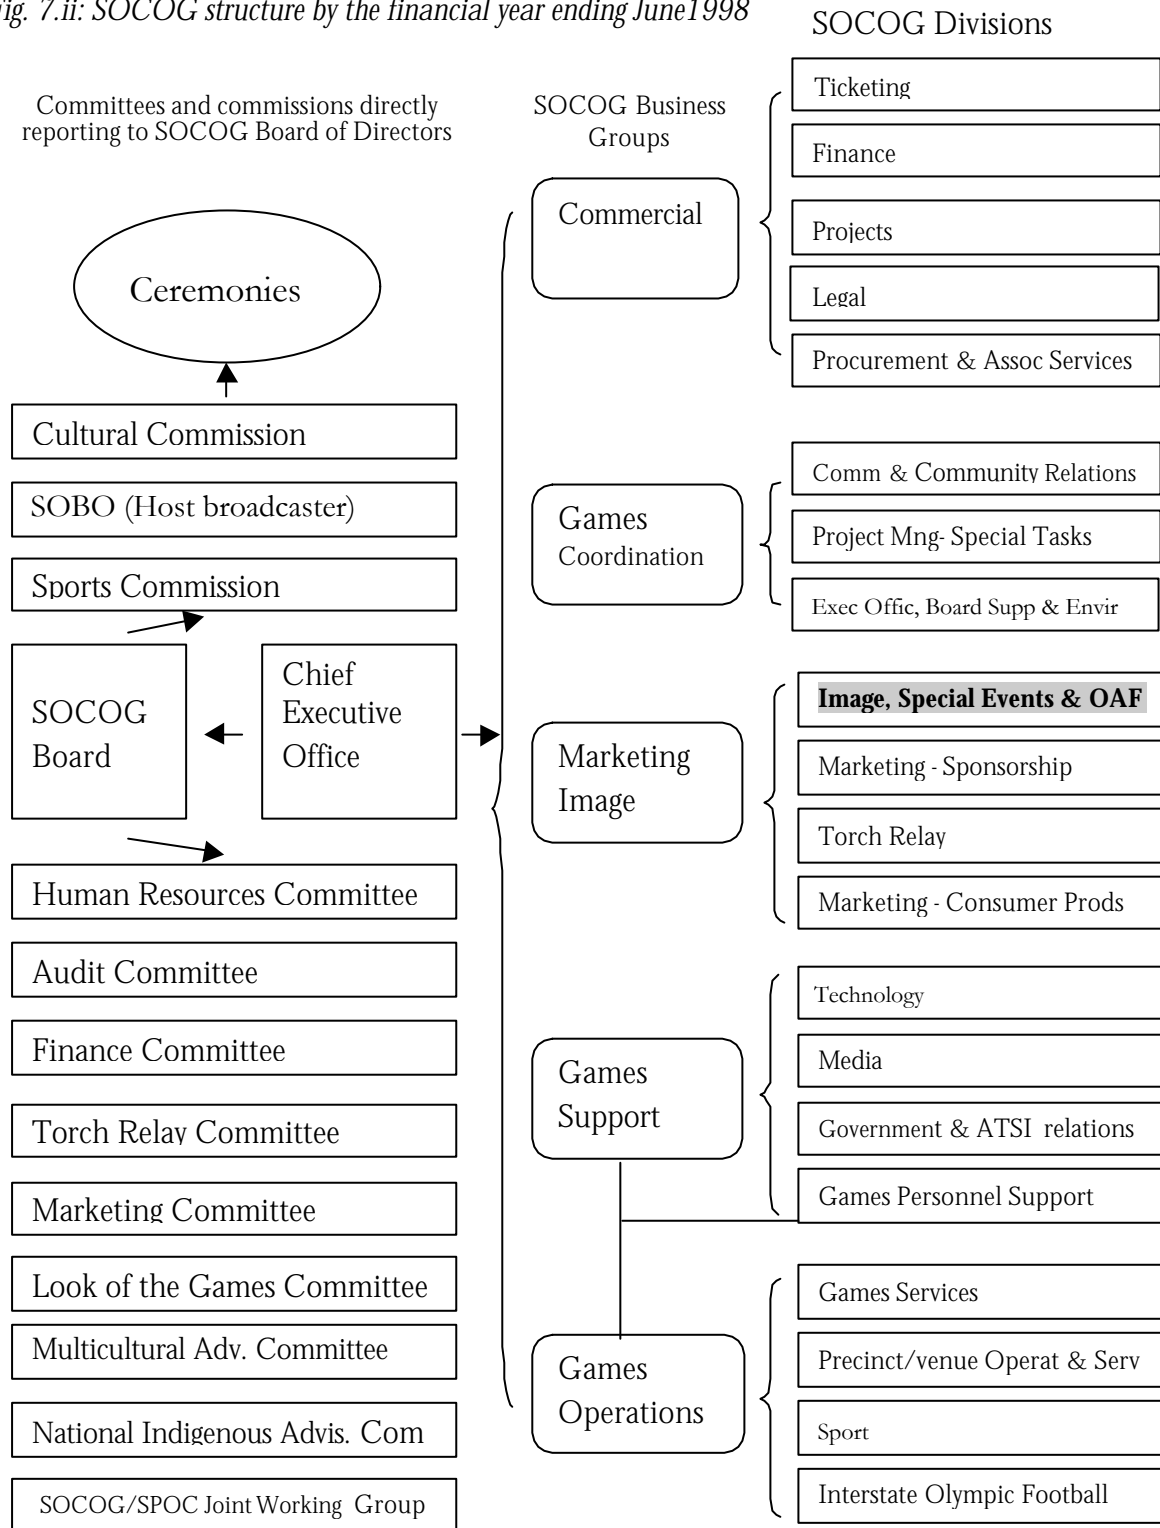 ig. 7.ii: SOCOG structure by the financial year ending June1998
SOCOG Divisions
Committees and commissions directly
reporting to SOCOG Board of Directors
SOCOG Business
Groups
Ceremonies
Cultural Commission
SOBO (Host broadcaster)
Sports Commission
SOCOG
Board
Chief
Executive
Office
Human Resources Committee
Audit Committee
Finance Committee
Torch Relay Committee
Marketing Committee
Look of the Games Committee
Multicultural Adv. Committee
National Indigenous Advis. Com
SOCOG/SPOC Joint Working Group
Commercial
Games
Coordination
Marketing
Image
Games
Support
Games
Operations
Ticketing
Finance
Projects
Legal
Procurement & Assoc Services
Comm & Community Relations
Project Mng- Special Tasks
Exec Offic, Board Supp & Envir
Image, Special Events & OAF
Marketing - Sponsorship
Torch Relay
Marketing - Consumer Prods
Technology
Media
Government & ATSI relations
Games Personnel Support
Games Services
Precinct/venue Operat & Serv
Sport
Interstate Olympic Football